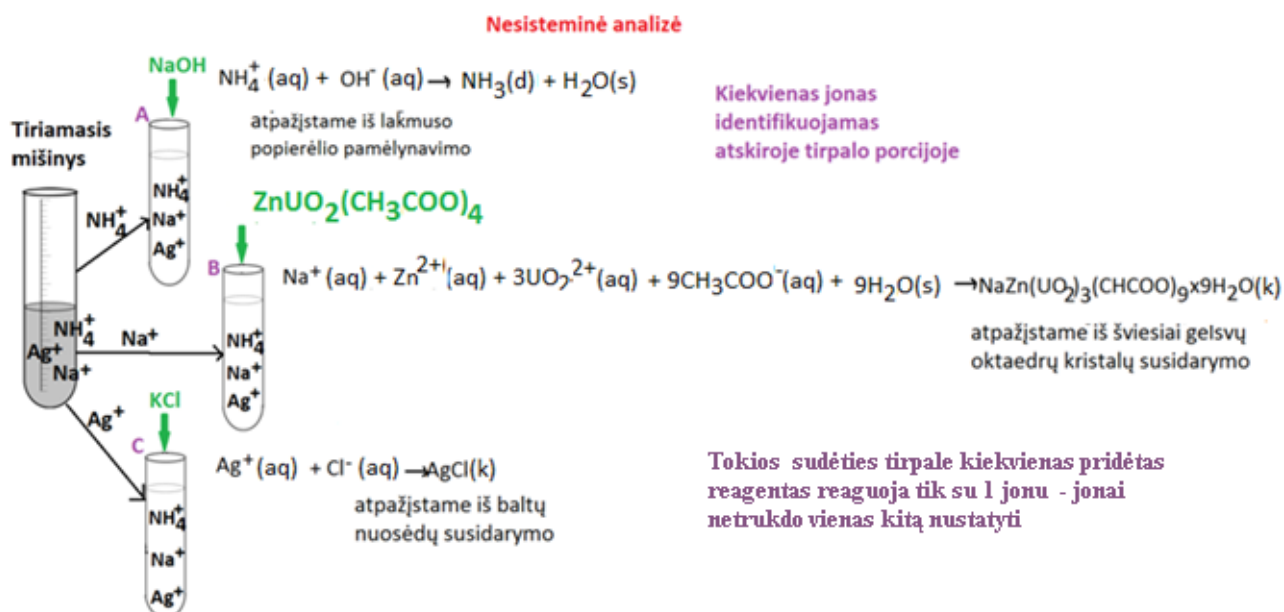 Nesisteminė analizė
NaOH
NH₄⁺ (aq) + OH⁻ (aq) → NH₃(d) + H₂O(s)
atpažįstame iš lakmuso
popierėlio pamėlynavimo
Kiekvienas jonas
identifikuojamas
atskiroje tirpalo porcijoje
A
Tiriamasis
mišinys
NH₄⁺
Na⁺
Ag⁺
NH₄⁺
ZnUO₂(CH₃COO)₄
B
Na⁺ (aq) + Zn²⁺ (aq) + 3UO₂²⁺ (aq) + 9CH₃COO⁻(aq) + 9H₂O(s) →NaZn(UO₂)₃(CHCOO)₉x9H₂O(k)
atpažįstame iš šviesiai gelsvų
oktaedrų kristalų susidarymo
NH₄⁺
Ag⁺
Na⁺
Na⁺
NH₄⁺
Na⁺
Ag⁺
KCl
Ag⁺
C
Ag⁺(aq) + Cl⁻ (aq) →AgCl(k)
atpažįstame iš baltų
nuosėdų susidarymo
NH₄⁺
Na⁺
Ag⁺
Tokios sudėties tirpale kiekvienas pridėtas
reagentas reaguoja tik su 1 jonu - jonai
netrukdo vienas kitą nustatyti